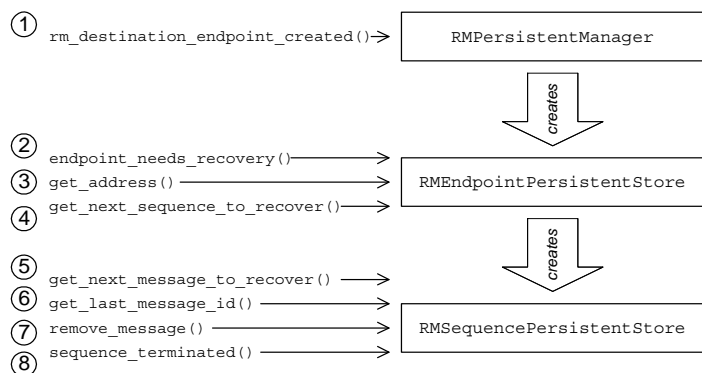 1
rm_destination_endpoint_created()
RMPersistentManager
creates
2
endpoint_needs_recovery()
3
get_address()
RMEndpointPersistentStore
4
get_next_sequence_to_recover()
creates
5
get_next_message_to_recover()
6
get_last_message_id()
7
remove_message()
RMSequencePersistentStore
8
sequence_terminated()